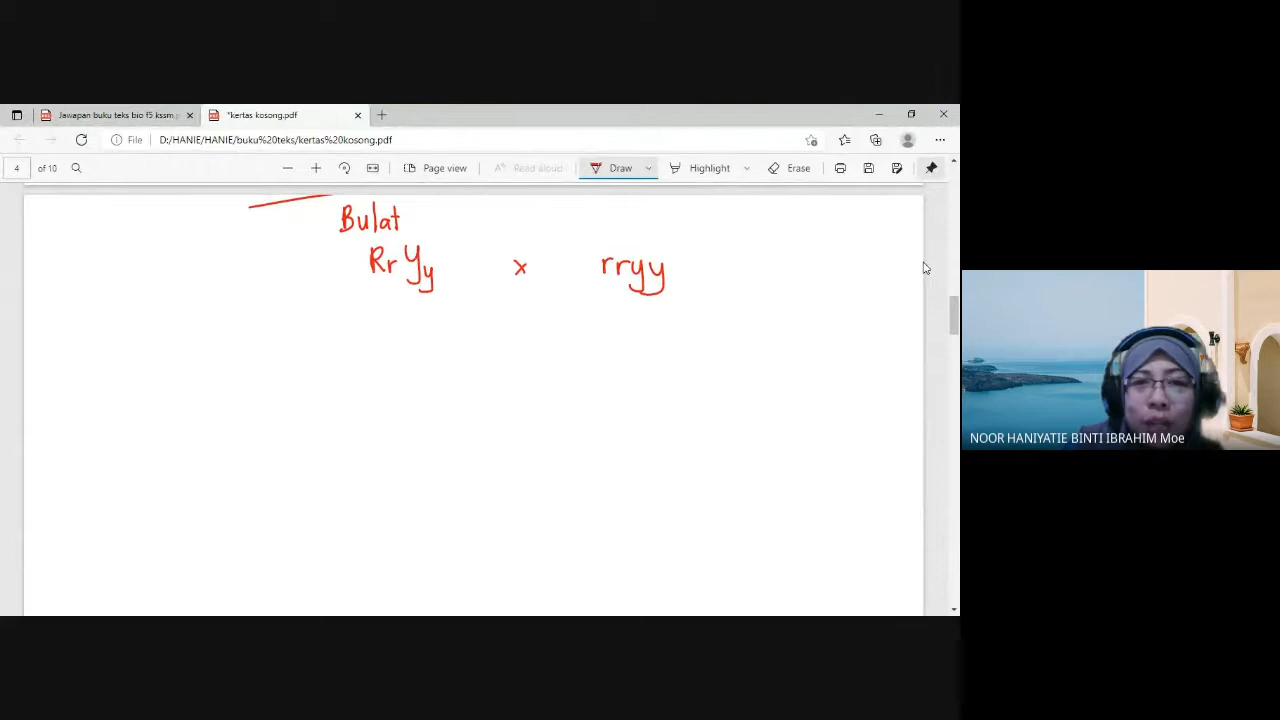 Jawapan buku teks bio f5 kssm.p
*kertas kosong.pdf
File
D:/HANIE/HANIE/buku%20teks/kertas%20kosong.pdf
4 of 10
Page view
Read aloud
Draw
Highlight
Erase
Bulat
RrYy x rryy
NOOR HANIYATIE BINTI IBRAHIM Moe